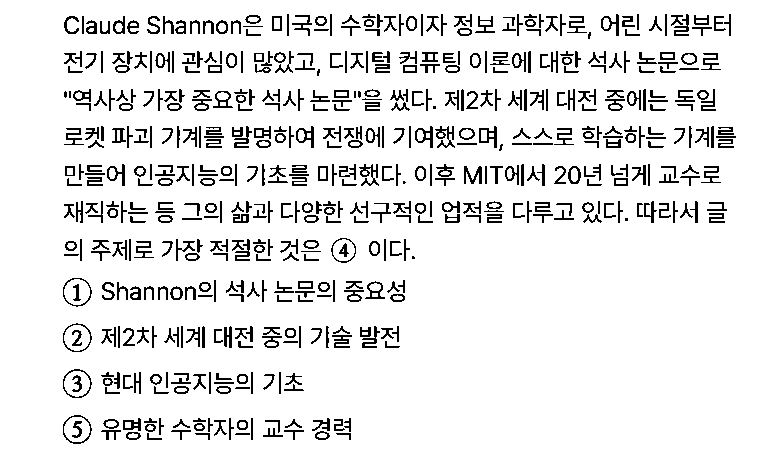 Claude Shannon은 미국의 수학자이자 정보 과학자로, 어린 시절부터
전기 장치에 관심이 많았고, 디지털 컴퓨팅 이론에 대한 석사 논문으로
"역사상 가장 중요한 석사 논문"을 썼다. 제2차 세계 대전 중에는 독일
로켓 파괴 기계를 발명하여 전쟁에 기여했으며, 스스로 학습하는 기계를
만들어 인공지능의 기초를 마련했다. 이후 MIT에서 20년 넘게 교수로
재직하는 등 그의 삶과 다양한 선구적인 업적을 다루고 있다. 따라서 글
의 주제로 가장 적절한 것은 ④ 이다.
① Shannon의 석사 논문의 중요성
② 제2차 세계 대전 중의 기술 발전
③ 현대 인공지능의 기초
⑤ 유명한 수학자의 교수 경력